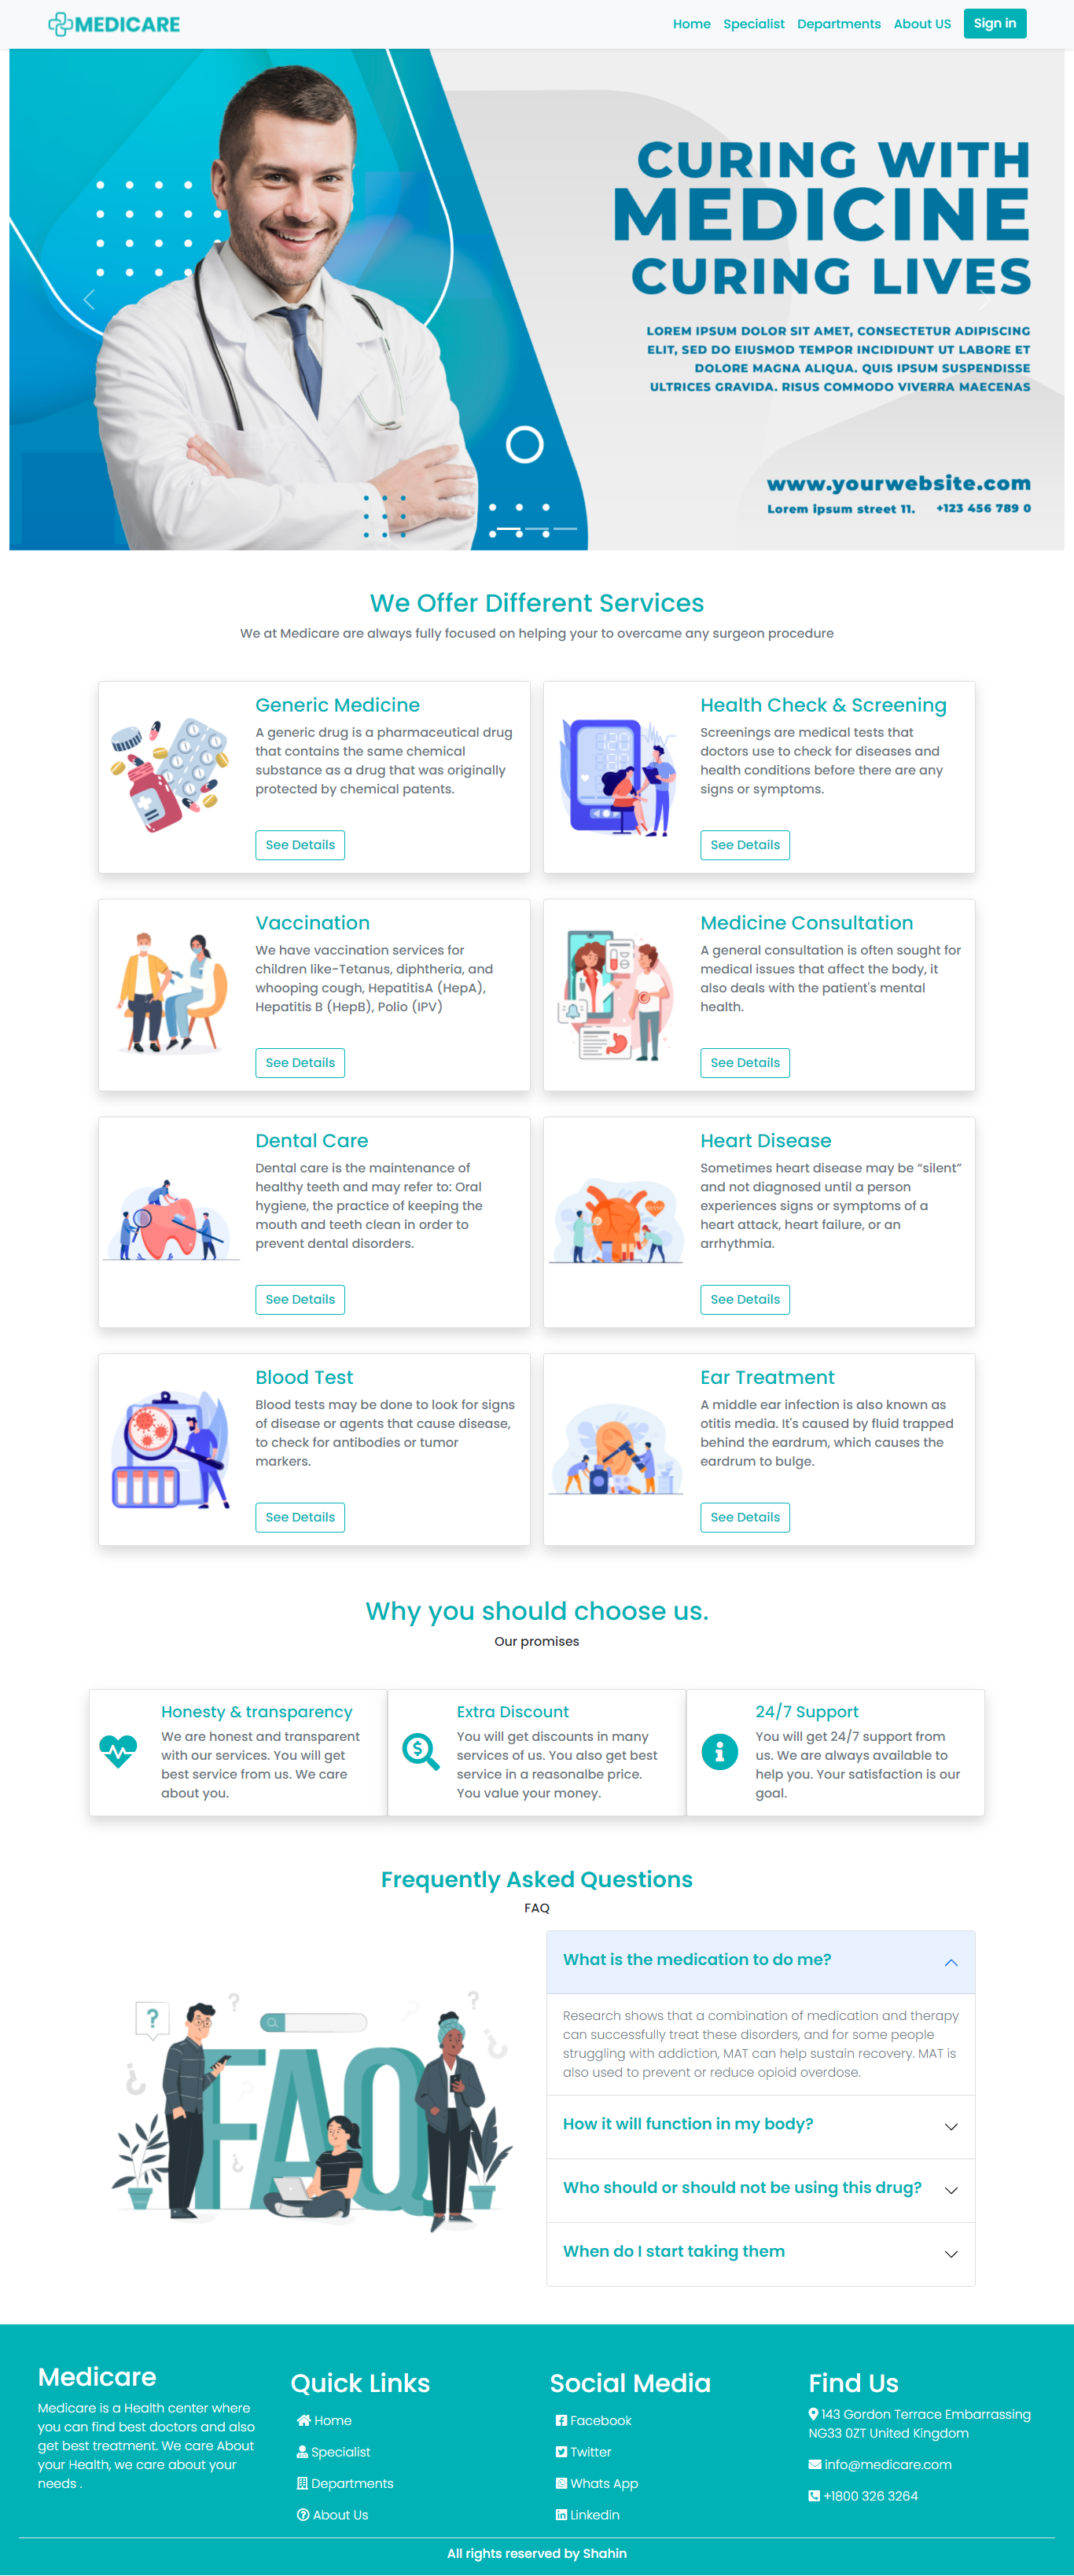 MEDICARE
Home
Specialist
Departments
About US
Sign in
CURING WITH
MEDICINE
CURING LIVES
LOREM IPSUM DOLOR SIT AMET, CONSECTETUR ADIPISCING
ELIT, SED DO EIUSMOD TEMPOR INCIDIDUNT UT LABORE ET
DOLORE MAGNA ALIQUA. QUIS IPSUM SUSPENDISSE
ULTRICES GRAVIDA. RISUS COMMODO VIVERRA MAECENAS
www.yourwebsite.com
Lorem ipsum street 11. +123 456 789 0
We Offer Different Services
We at Medicare are always fully focused on helping your to overcame any surgeon procedure
Generic Medicine
A generic drug is a pharmaceutical drug
that contains the same chemical
substance as a drug that was originally
protected by chemical patents.
See Details
Health Check & Screening
Screenings are medical tests that
doctors use to check for diseases and
health conditions before there are any
signs or symptoms.
See Details
Vaccination
We have vaccination services for
children like-Tetanus, diphtheria, and
whooping cough, HepatitisA (HepA),
Hepatitis B (HepB), Polio (IPV)
See Details
Medicine Consultation
A general consultation is often sought for
medical issues that affect the body, it
also deals with the patient's mental
health.
See Details
Dental Care
Dental care is the maintenance of
healthy teeth and may refer to: Oral
hygiene, the practice of keeping the
mouth and teeth clean in order to
prevent dental disorders.
See Details
Heart Disease
Sometimes heart disease may be “silent”
and not diagnosed until a person
experiences signs or symptoms of a
heart attack, heart failure, or an
arrhythmia.
See Details
Blood Test
Blood tests may be done to look for signs
of disease or agents that cause disease,
to check for antibodies or tumor
markers.
See Details
Ear Treatment
A middle ear infection is also known as
otitis media. It's caused by fluid trapped
behind the eardrum, which causes the
eardrum to bulge.
See Details
Why you should choose us.
Our promises
Honesty & transparency
We are honest and transparent
with our services. You will get
best service from us. We care
about you.
Extra Discount
You will get discounts in many
services of us. You also get best
service in a reasonalbe price.
You value your money.
24/7 Support
You will get 24/7 support from
us. We are always available to
help you. Your satisfaction is our
goal.
Frequently Asked Questions
FAQ
FAQ
What is the medication to do me?
Research shows that a combination of medication and therapy
can successfully treat these disorders, and for some people
struggling with addiction, MAT can help sustain recovery. MAT is
also used to prevent or reduce opioid overdose.
How it will function in my body?
Who should or should not be using this drug?
When do I start taking them
Medicare
Medicare is a Health center where
you can find best doctors and also
get best treatment. We care About
your Health, we care about your
needs .
Quick Links
Home
Specialist
Departments
About Us
Social Media
Facebook
Twitter
Whats App
Linkedin
Find Us
143 Gordon Terrace Embarrassing
NG33 0ZT United Kingdom
info@medicare.com
+1800 326 3264
All rights reserved by Shahin